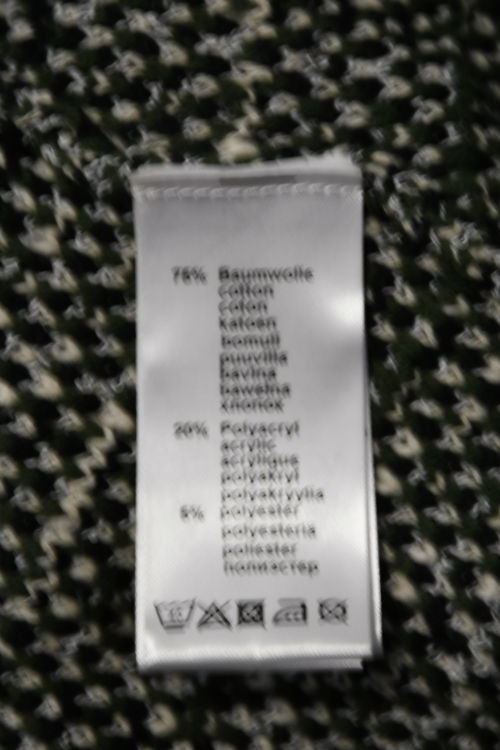 75% Baumwolle
cotton
coton
katoen
bomull
puuvilla
bavlna
bawełna
хлопок
20% Polyacryl
acrylic
acrylique
polyakryl
polyakryylia
5% polyester
polyesteria
poliester
полиэстер